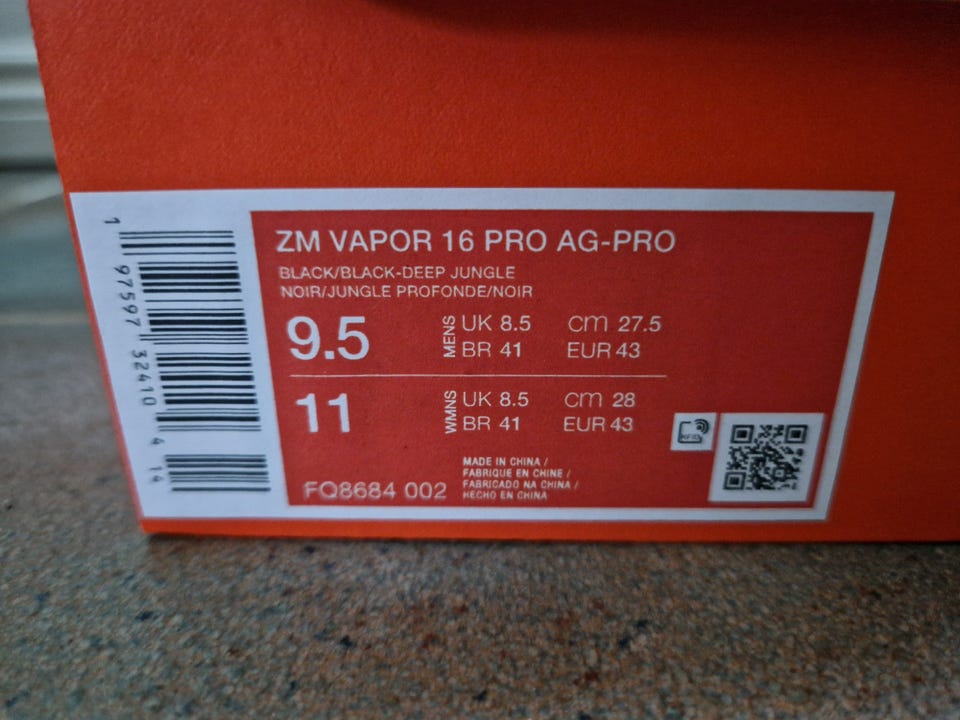 ZM VAPOR 16 PRO AG-PRO
BLACK/BLACK-DEEP JUNGLE
NOIR/JUNGLE PROFONDE/NOIR
9.5 MENS UK 8.5 cm 27.5
BR 41 EUR 43
11 WMNS UK 8.5 cm 28
BR 41 EUR 43
RFID
MADE IN CHINA /
FABRIQUE EN CHINE /
FABRICADO NA CHINA /
HECHO EN CHINA
FQ8684 002
1 97597 32410 4 14